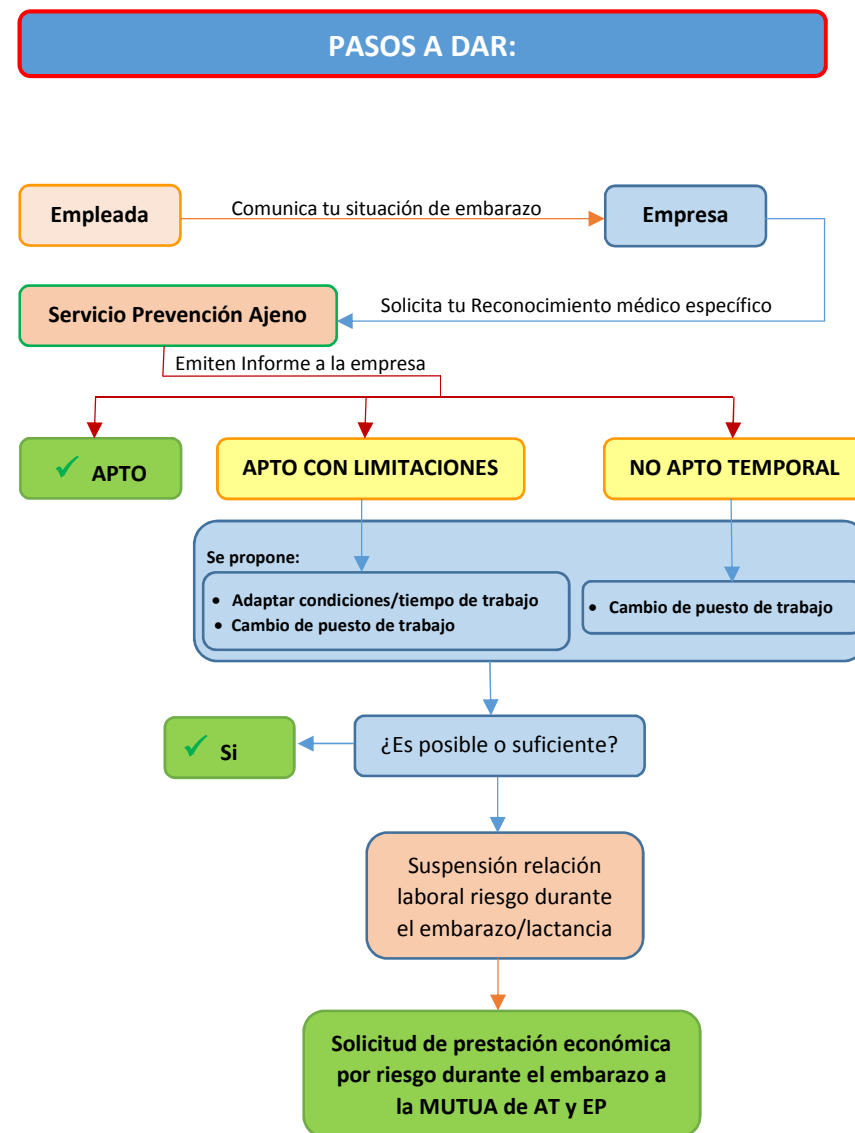 PASOS A DAR:
Empleada
Comunica tu situación de embarazo
Empresa
Servicio Prevención Ajeno
Solicita tu Reconocimiento médico específico
Emiten Informe a la empresa
✓ APTO
APTO CON LIMITACIONES
NO APTO TEMPORAL
Se propone:
• Adaptar condiciones/tiempo de trabajo
• Cambio de puesto de trabajo
• Cambio de puesto de trabajo
✓ Si
¿Es posible o suficiente?
Suspensión relación
laboral riesgo durante
el embarazo/lactancia
Solicitud de prestación económica
por riesgo durante el embarazo a
la MUTUA de AT y EP